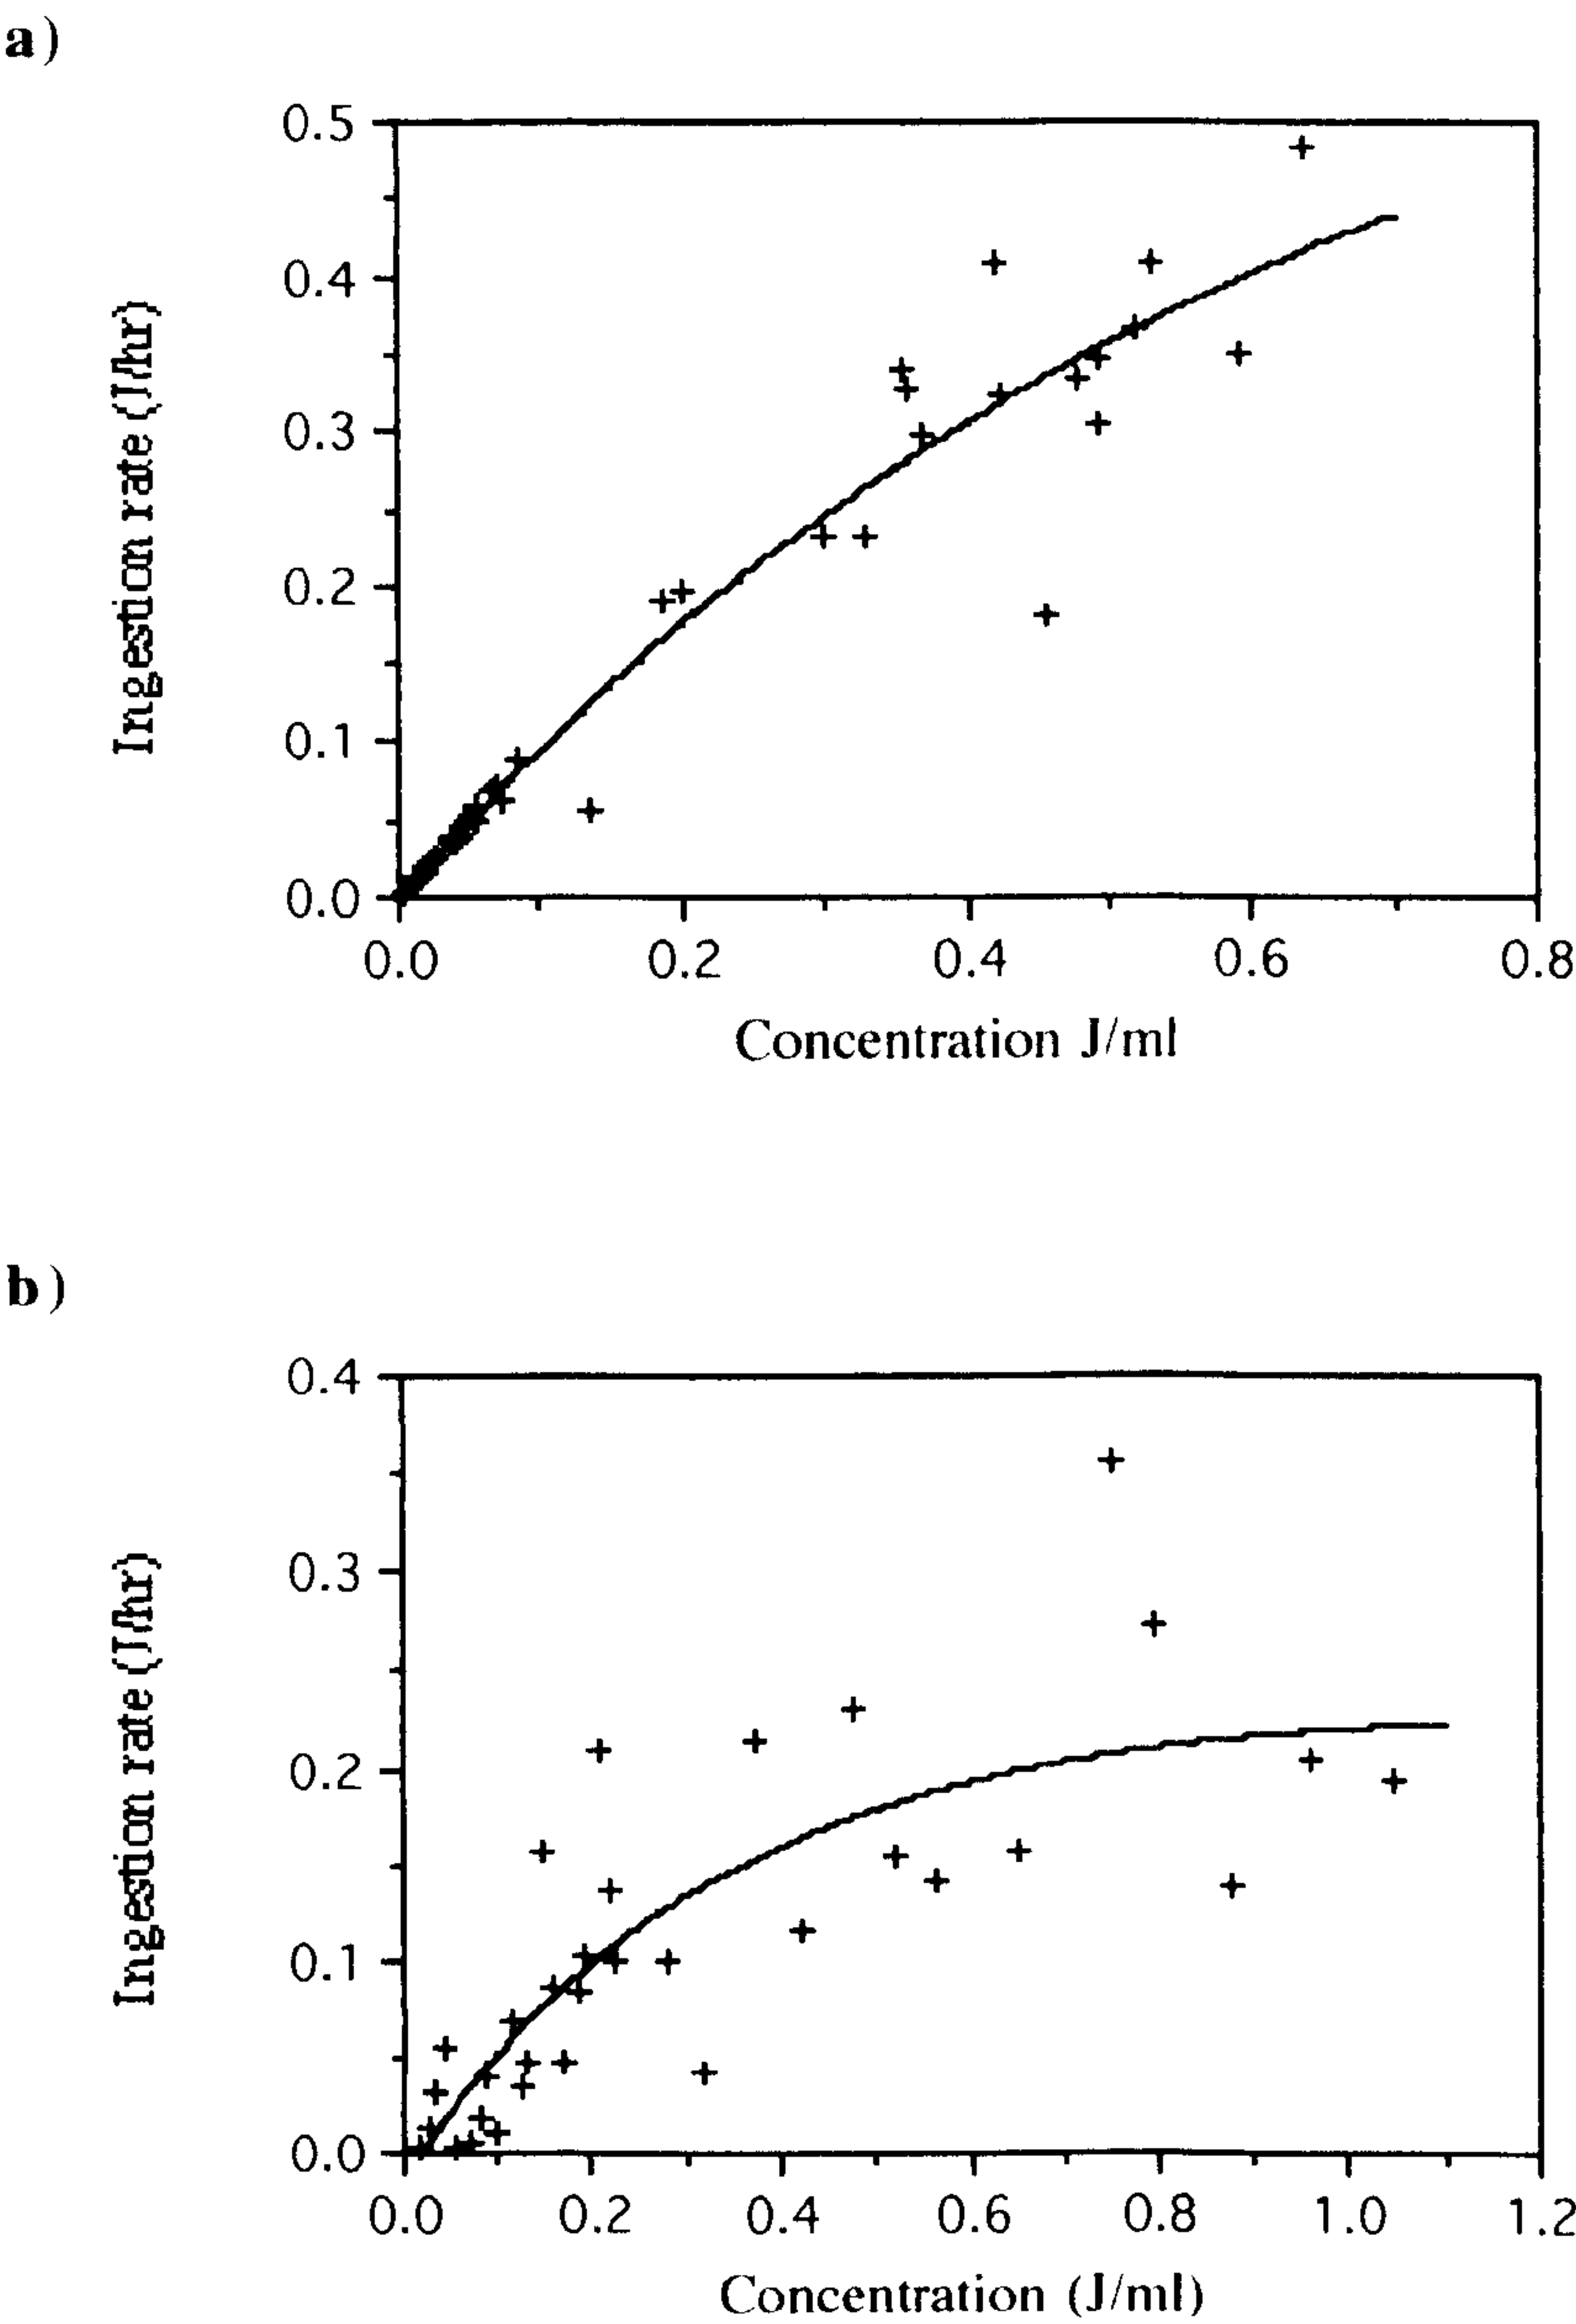 a)
0.5
0.4
0.3
0.2
0.1
0.0
Ingestion rate (J/hr)
0.0 0.2 0.4 0.6 0.8
Concentration J/ml
b)
0.4
0.3
0.2
0.1
0.0
Ingestion rate (J/hr)
0.0 0.2 0.4 0.6 0.8 1.0 1.2
Concentration (J/ml)